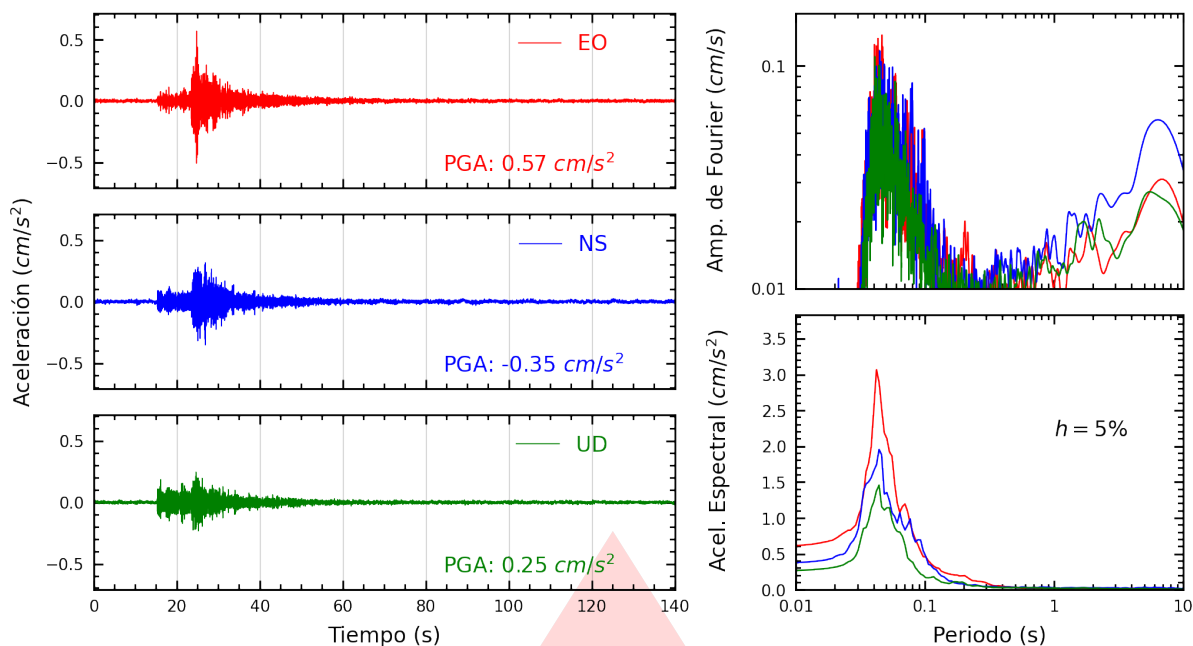 Aceleración (cm/s²)
0.5
0.0
−0.5
EO
PGA: 0.57 cm/s²
0.5
0.0
−0.5
NS
PGA: -0.35 cm/s²
0.5
0.0
−0.5
UD
PGA: 0.25 cm/s²
0 20 40 60 80 100 120 140
Tiempo (s)
Amp. de Fourier (cm/s)
0.1
0.01
Acel. Espectral (cm/s²)
3.5
3.0
2.5
2.0
1.5
1.0
0.5
0.0
h = 5%
0.01 0.1 1 10
Periodo (s)